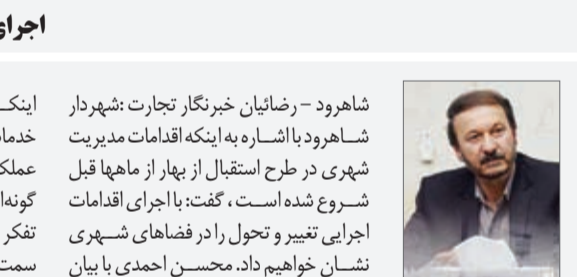 اجرای
شاهرود – رضائیان خبرنگار تجارت :شهردار
شاهرود با اشاره به اینکه اقدامات مدیریت
شهری در طرح استقبال از بهار از ماهها قبل
شروع شده است ، گفت: با اجرای اقدامات
اجرایی تغییر و تحول را در فضاهای شهری
نشان خواهیم داد. محسن احمدی با بیان
اینک
خدما
عملک
گونه‌ا
تفکر
سمت